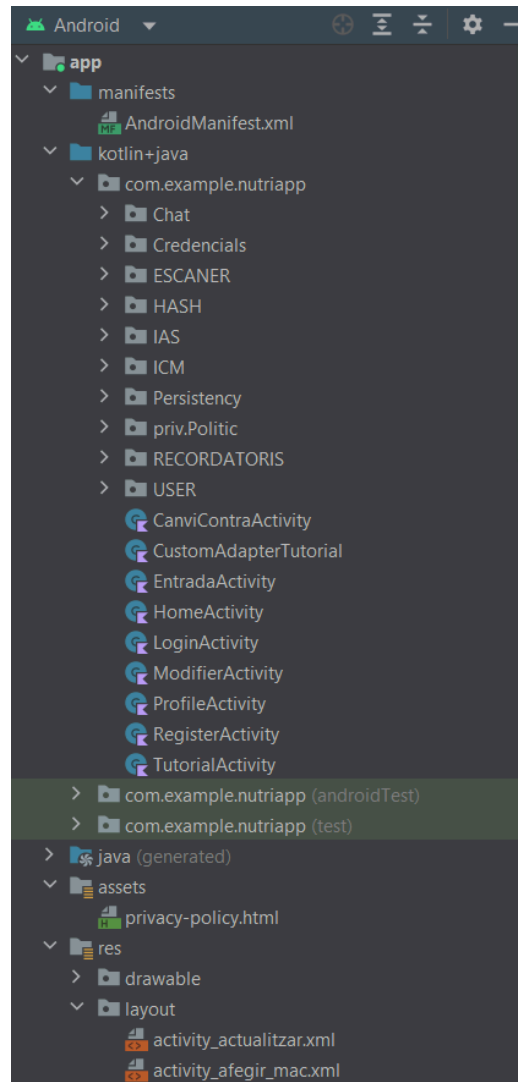 Android
app
manifests
MF AndroidManifest.xml
kotlin+java
com.example.nutriapp
Chat
Credencials
ESCANER
HASH
IAS
ICM
Persistency
priv.Politic
RECORDATORIS
USER
CanviContraActivity
CustomAdapterTutorial
EntradaActivity
HomeActivity
LoginActivity
ModifierActivity
ProfileActivity
RegisterActivity
TutorialActivity
com.example.nutriapp (androidTest)
com.example.nutriapp (test)
java (generated)
assets
H privacy-policy.html
res
drawable
layout
activity_actualitzar.xml
activity_afegir_mac.xml